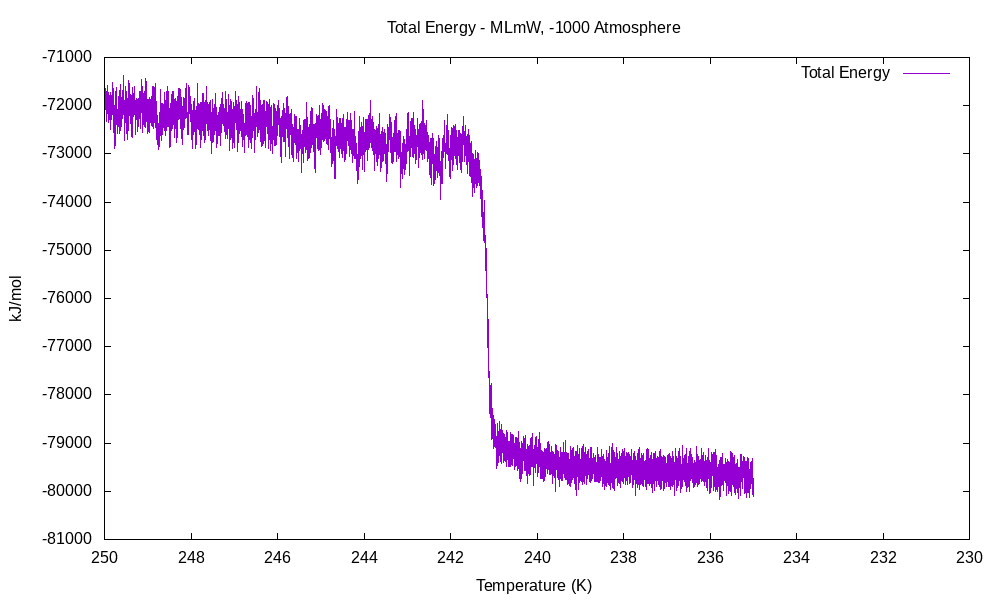 Total Energy - MLmW, -1000 Atmosphere
Total Energy
-71000
-72000
-73000
-74000
-75000
-76000
-77000
-78000
-79000
-80000
-81000
kJ/mol
250 248 246 244 242 240 238 236 234 232 230
Temperature (K)